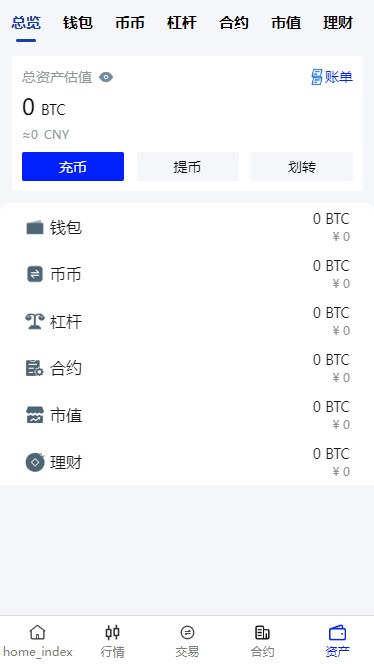 总览 钱包 币币 杠杆 合约 市值 理财
总资产估值 账单
0 BTC
≈0 CNY
充币 提币 划转
钱包 0 BTC
¥ 0
币币 0 BTC
¥ 0
杠杆 0 BTC
¥ 0
合约 0 BTC
¥ 0
市值 0 BTC
¥ 0
理财 0 BTC
¥ 0
home_index 行情 交易 合约 资产